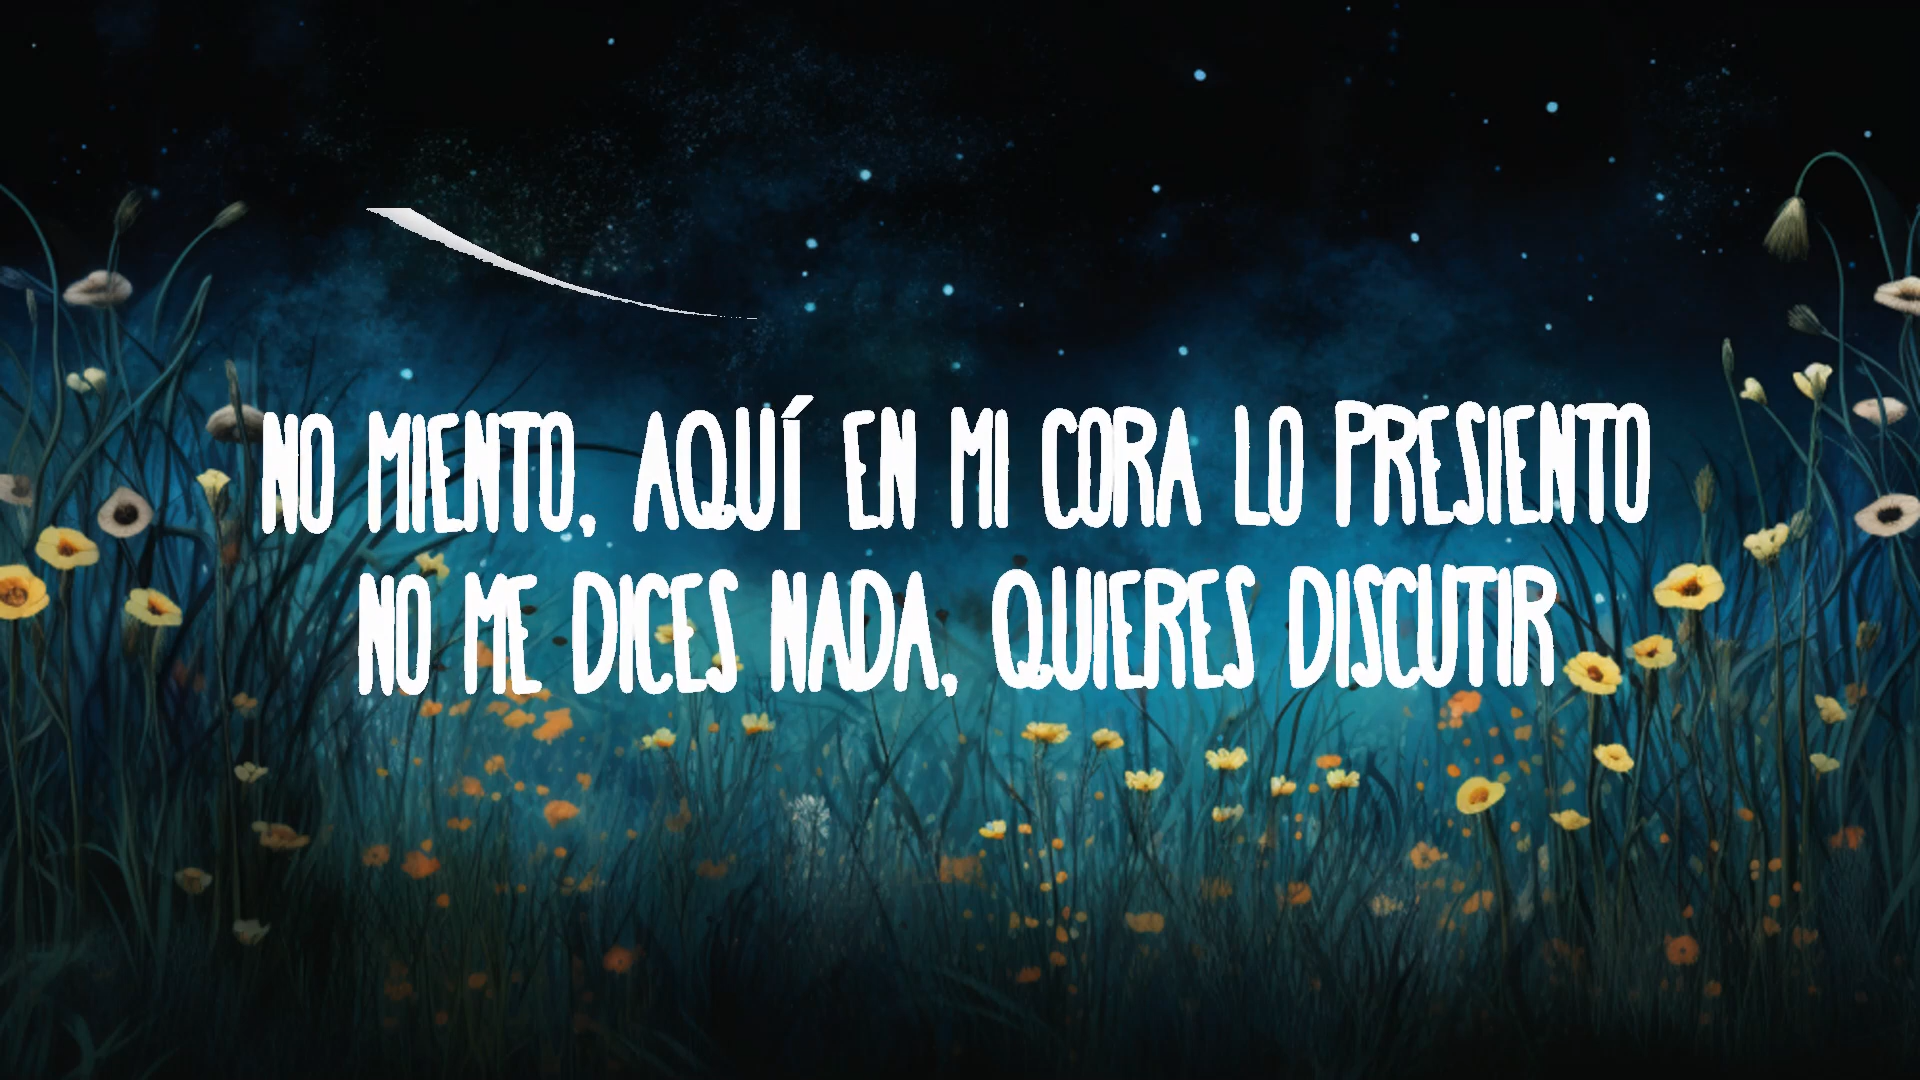 NO MIENTO, AQUÍ EN MI CORA LO PRESIENTO
NO ME DICES NADA, QUIERES DISCUTIR